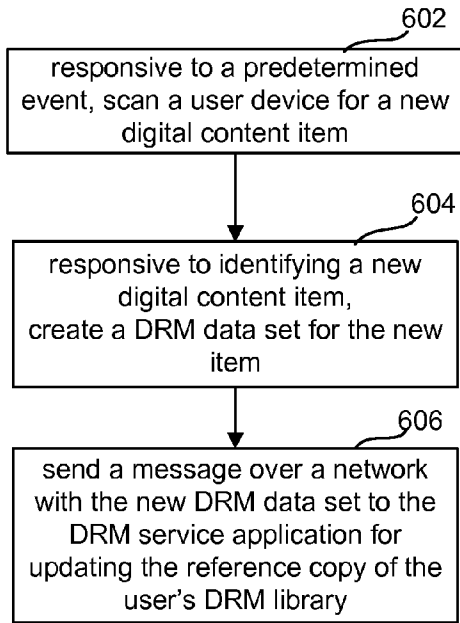 602
responsive to a predetermined
event, scan a user device for a new
digital content item
604
responsive to identifying a new
digital content item,
create a DRM data set for the new
item
606
send a message over a network
with the new DRM data set to the
DRM service application for
updating the reference copy of the
user's DRM library